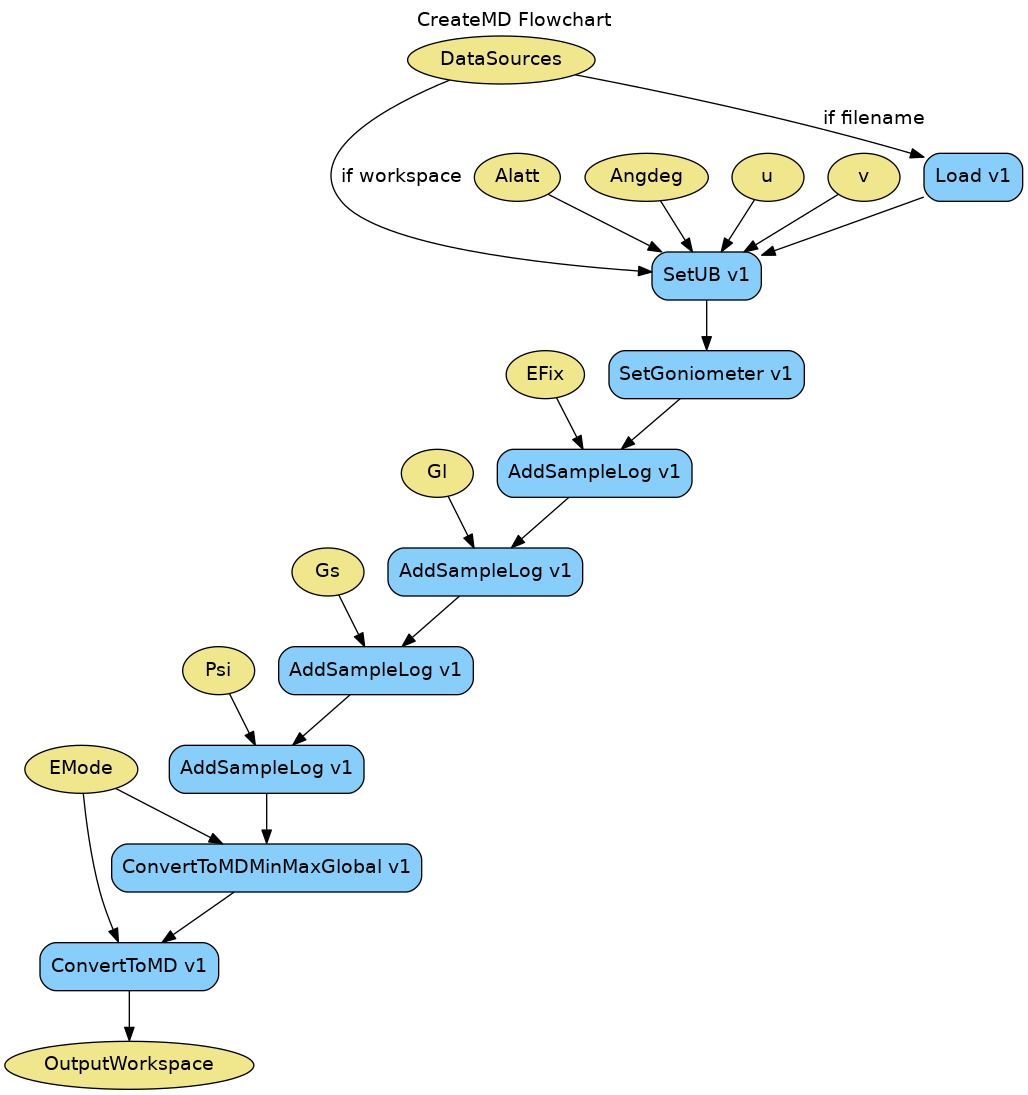 CreateMD Flowchart
DataSources
if filename
if workspace
Alatt
Angdeg
u
v
Load v1
SetUB v1
EFix
SetGoniometer v1
Gl
AddSampleLog v1
Gs
AddSampleLog v1
Psi
AddSampleLog v1
EMode
AddSampleLog v1
ConvertToMDMinMaxGlobal v1
ConvertToMD v1
OutputWorkspace